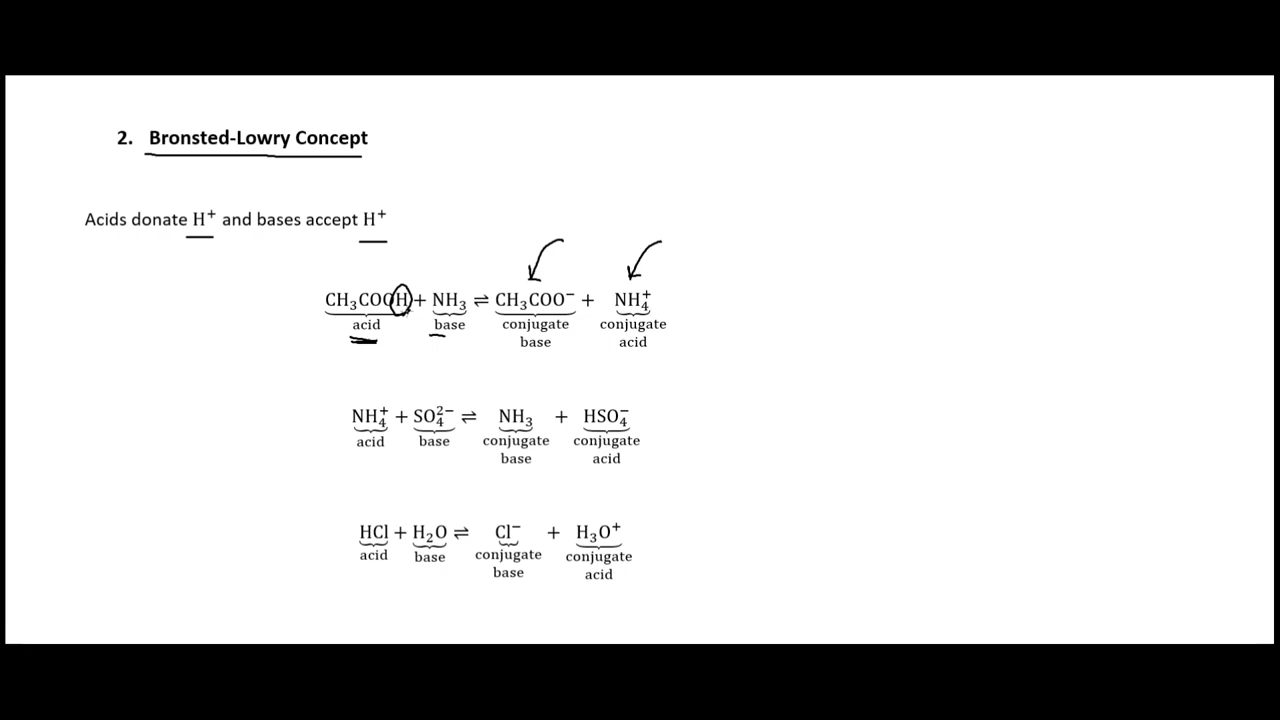 2. Bronsted-Lowry Concept
Acids donate H⁺ and bases accept H⁺
CH₃COOH + NH₃ ⇌ CH₃COO⁻ + NH₄⁺
acid base conjugate conjugate
base acid
NH₄⁺ + SO₄²⁻ ⇌ NH₃ + HSO₄⁻
acid base conjugate conjugate
base acid
HCl + H₂O ⇌ Cl⁻ + H₃O⁺
acid base conjugate conjugate
base acid